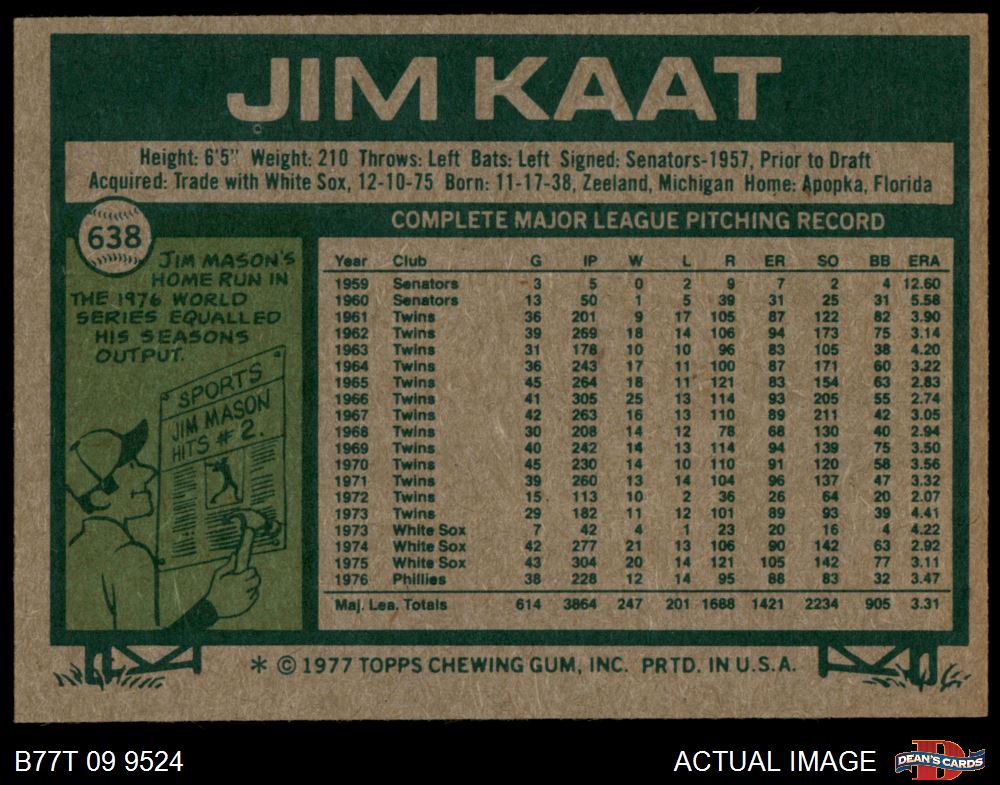 JIM KAAT
Height: 6'5" Weight: 210 Throws: Left Bats: Left Signed: Senators-1957, Prior to Draft
Acquired: Trade with White Sox, 12-10-75 Born: 11-17-38, Zeeland, Michigan Home: Apopka, Florida
638
JIM MASON'S
HOME RUN IN
THE 1976 WORLD
SERIES EQUALLED
HIS SEASONS
OUTPUT.
SPORTS
JIM MASON
HITS #2.
COMPLETE MAJOR LEAGUE PITCHING RECORD
Year Club G IP W L R ER SO BB ERA
1959 Senators 3 5 0 2 9 7 2 4 12.60
1960 Senators 13 50 1 5 39 31 25 31 5.58
1961 Twins 36 201 9 17 105 87 122 82 3.90
1962 Twins 39 269 18 14 106 94 173 75 3.14
1963 Twins 31 178 10 10 96 83 105 38 4.20
1964 Twins 36 243 17 11 100 87 171 60 3.22
1965 Twins 45 264 18 11 121 83 154 63 2.83
1966 Twins 41 305 25 13 114 93 205 55 2.74
1967 Twins 42 263 16 13 110 89 211 42 3.05
1968 Twins 30 208 14 12 78 68 130 40 2.94
1969 Twins 40 242 14 13 114 94 139 75 3.50
1970 Twins 45 230 14 10 110 91 120 58 3.56
1971 Twins 39 260 13 14 104 96 137 47 3.32
1972 Twins 15 113 10 2 36 26 64 20 2.07
1973 Twins 29 182 11 12 101 89 93 39 4.41
1973 White Sox 7 42 4 1 23 20 16 4 4.22
1974 White Sox 42 277 21 13 106 90 142 63 2.92
1975 White Sox 43 304 20 14 121 105 142 77 3.11
1976 Phillies 38 228 12 14 95 88 83 32 3.47
Maj. Lea. Totals 614 3864 247 201 1688 1421 2234 905 3.31
* © 1977 TOPPS CHEWING GUM, INC. PRTD. IN U.S.A.
B77T 09 9524
ACTUAL IMAGE
DEAN'S CARDS